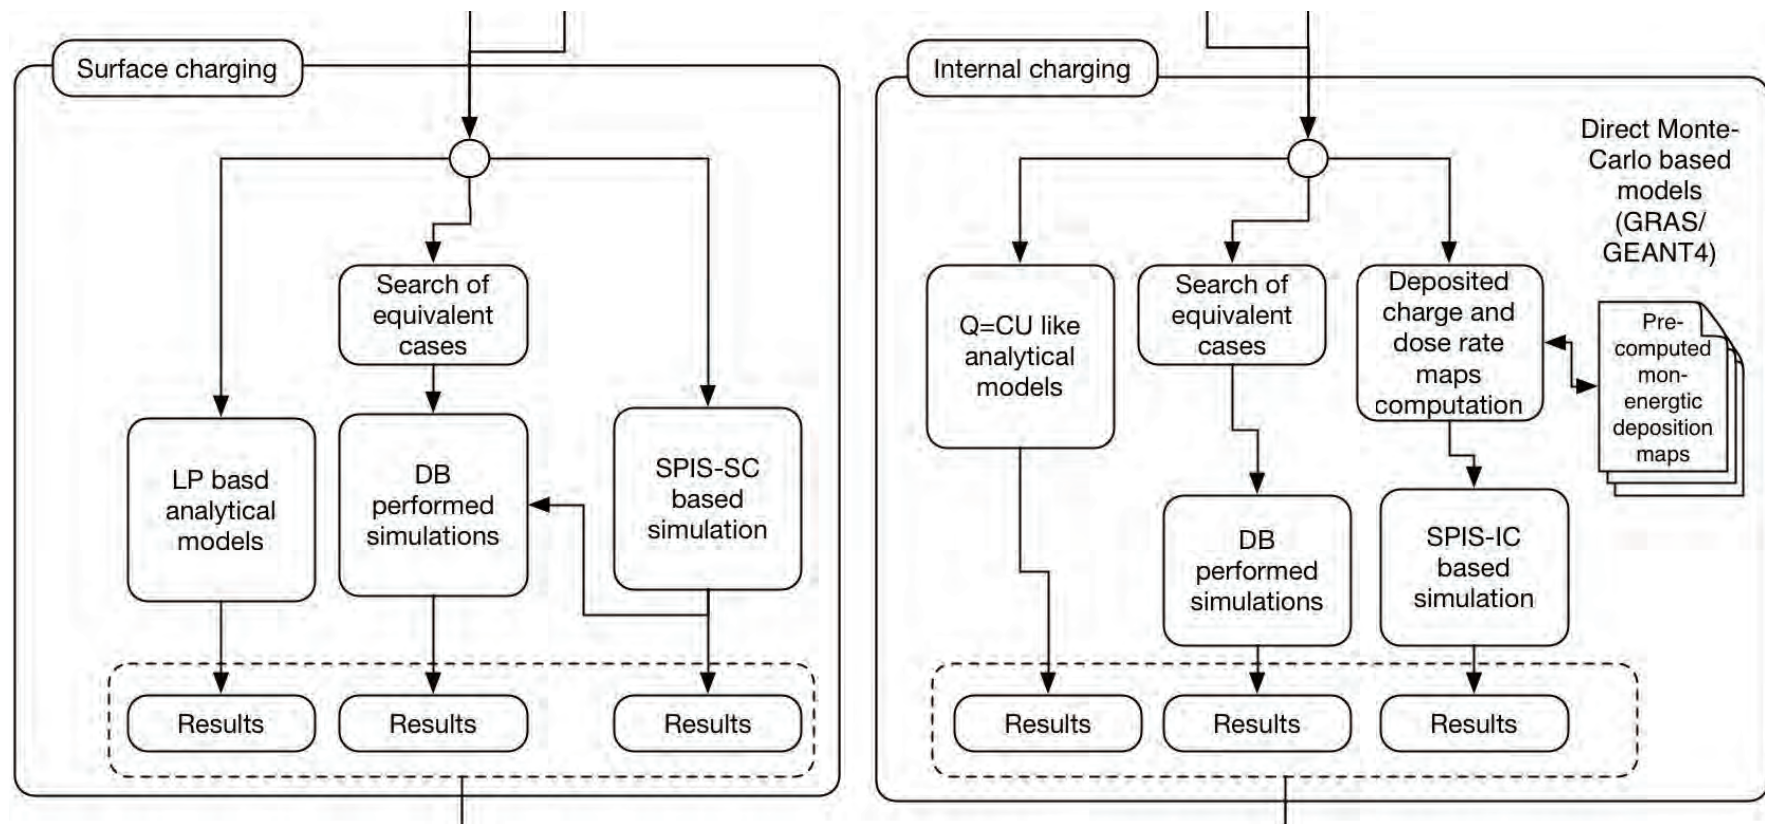 Surface charging
Search of
equivalent
cases
LP basd
analytical
models
DB
performed
simulations
SPIS-SC
based
simulation
Results
Results
Results
Internal charging
Direct Monte-
Carlo based
models
(GRAS/
GEANT4)
Q=CU like
analytical
models
Search of
equivalent
cases
Deposited
charge and
dose rate
maps
computation
Pre-
computed
mon-
energtic
deposition
maps
DB
performed
simulations
SPIS-IC
based
simulation
Results
Results
Results